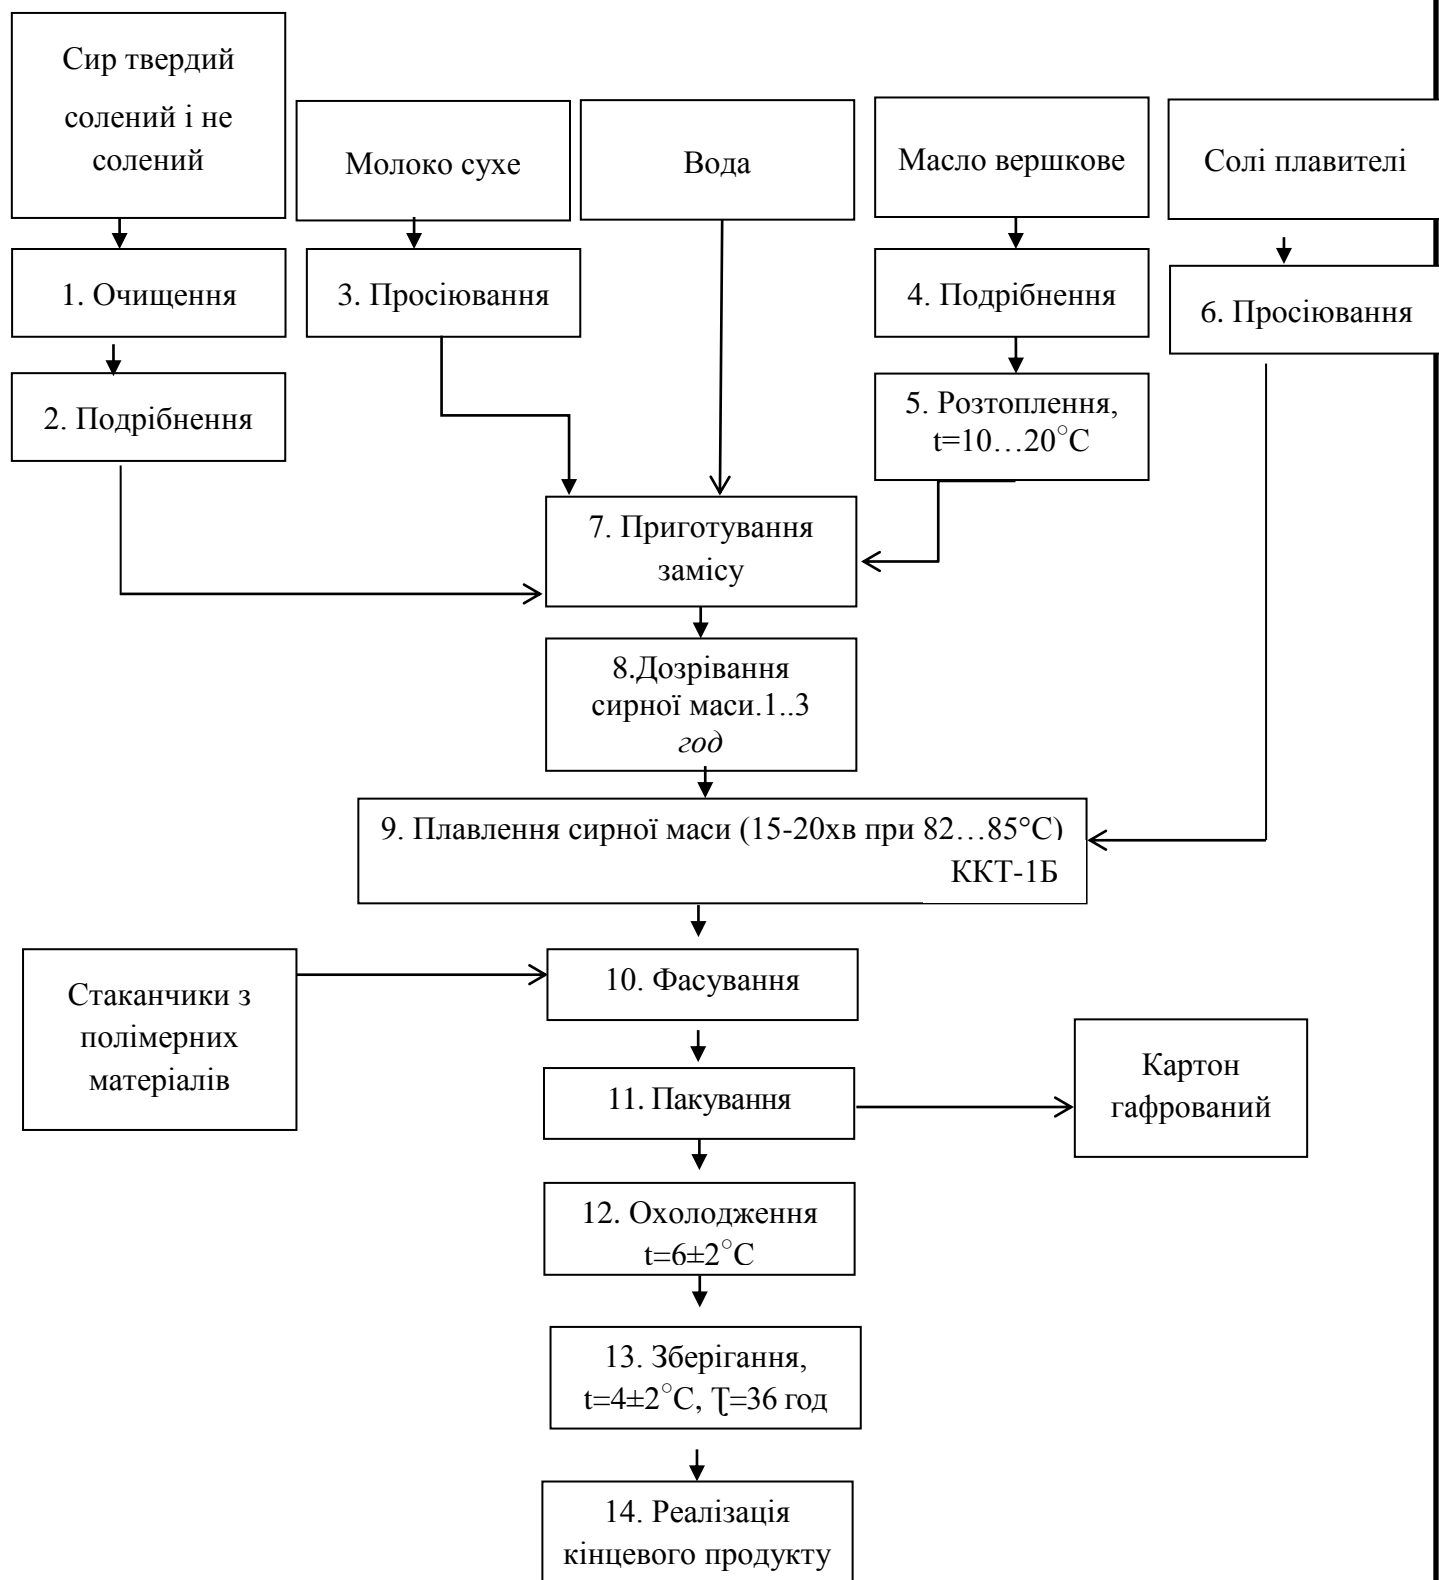 Сир твердий
солений і не
солений
Молоко сухе
Вода
Масло вершкове
Солі плавителі
1. Очищення
3. Просіювання
4. Подрібнення
6. Просіювання
2. Подрібнення
5. Розтоплення,
t=10…20°С
7. Приготування
замісу
8.Дозрівання
сирної маси.1..3
год
9. Плавлення сирної маси (15-20хв при 82…85°С)
ККТ-1Б
Стаканчики з
полімерних
матеріалів
10. Фасування
11. Пакування
Картон
гафрований
12. Охолодження
t=6±2°С
13. Зберігання,
t=4±2°С, Ʈ=36 год
14. Реалізація
кінцевого продукту